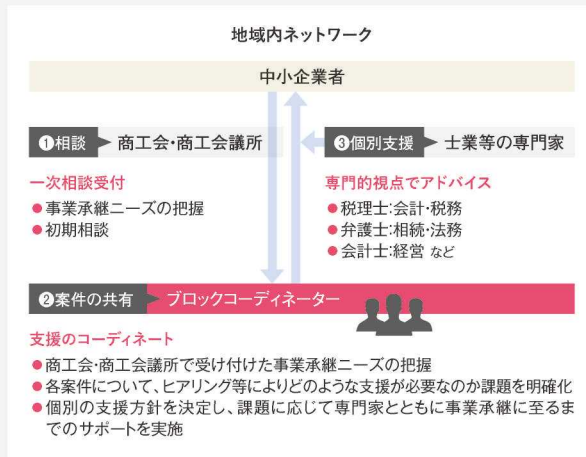 地域内ネットワーク
中小企業者
❶相談 商工会・商工会議所
一次相談受付
●事業承継ニーズの把握
●初期相談
❸個別支援 士業等の専門家
専門的視点でアドバイス
●税理士:会計・税務
●弁護士:相続・法務
●会計士:経営 など
❷案件の共有 ブロックコーディネーター
支援のコーディネート
●商工会・商工会議所で受け付けた事業承継ニーズの把握
●各案件について、ヒアリング等によりどのような支援が必要なのか課題を明確化
●個別の支援方針を決定し、課題に応じて専門家とともに事業承継に至るま
でのサポートを実施